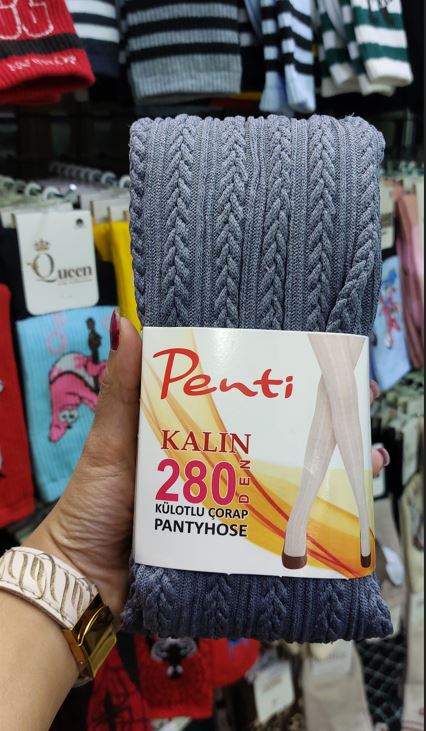 Queen
Penti
KALIN
280 DEN
KÜLOTLU ÇORAP
PANTYHOSE